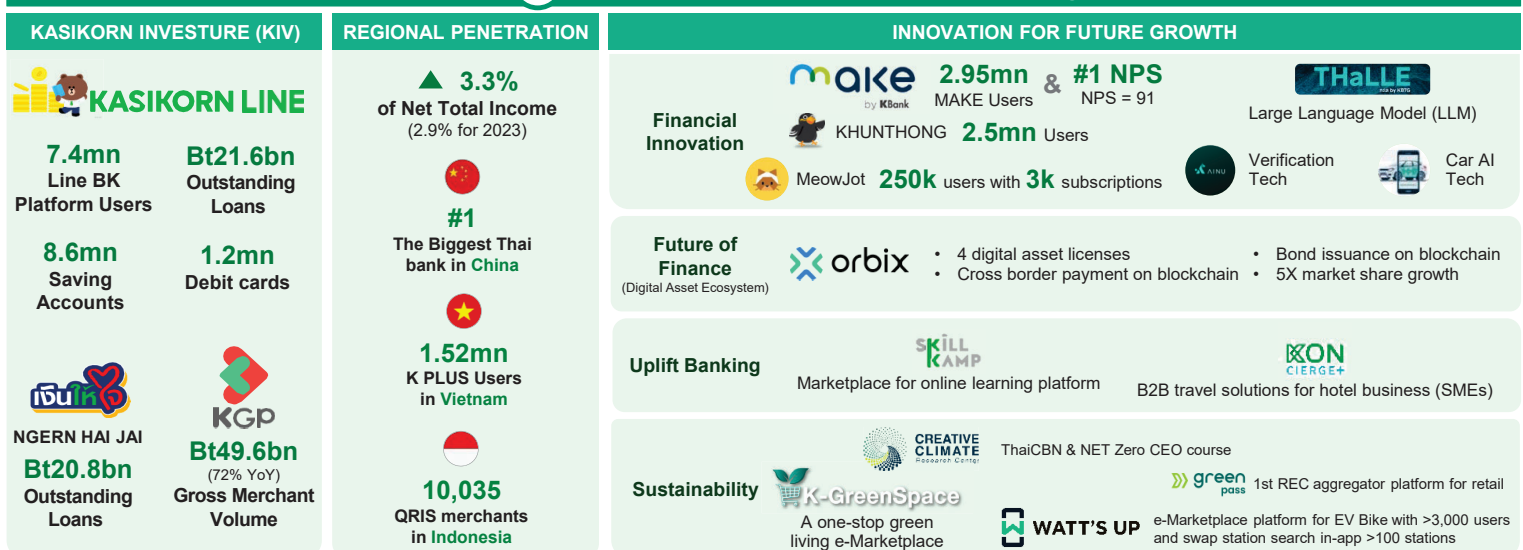 KASIKORN INVESTURE (KIV)
KASIKORN LINE
7.4mn
Line BK
Platform Users
Bt21.6bn
Outstanding
Loans
8.6mn
Saving
Accounts
1.2mn
Debit cards
เงินให้ใจ
NGERN HAI JAI
Bt20.8bn
Outstanding
Loans
KGP
Bt49.6bn
(72% YoY)
Gross Merchant
Volume
REGIONAL PENETRATION
▲ 3.3%
of Net Total Income
(2.9% for 2023)
#1
The Biggest Thai
bank in China
1.52mn
K PLUS Users
in Vietnam
10,035
QRIS merchants
in Indonesia
INNOVATION FOR FUTURE GROWTH
Financial
Innovation
make
by KBank
2.95mn
MAKE Users
&
#1 NPS
NPS = 91
KHUNTHONG 2.5mn Users
MeowJot 250k users with 3k subscriptions
THaLLE
Large Language Model (LLM)
AINU
Verification
Tech
Car AI
Tech
Future of
Finance
(Digital Asset Ecosystem)
orbix
• 4 digital asset licenses
• Cross border payment on blockchain
• Bond issuance on blockchain
• 5X market share growth
Uplift Banking
SKILL
KAMP
Marketplace for online learning platform
KON
CIERGE+
B2B travel solutions for hotel business (SMEs)
Sustainability
CREATIVE
CLIMATE
Research Center
ThaiCBN & NET Zero CEO course
K-GreenSpace
A one-stop green
living e-Marketplace
green
pass
1st REC aggregator platform for retail
WATT'S UP
e-Marketplace platform for EV Bike with >3,000 users
and swap station search in-app >100 stations